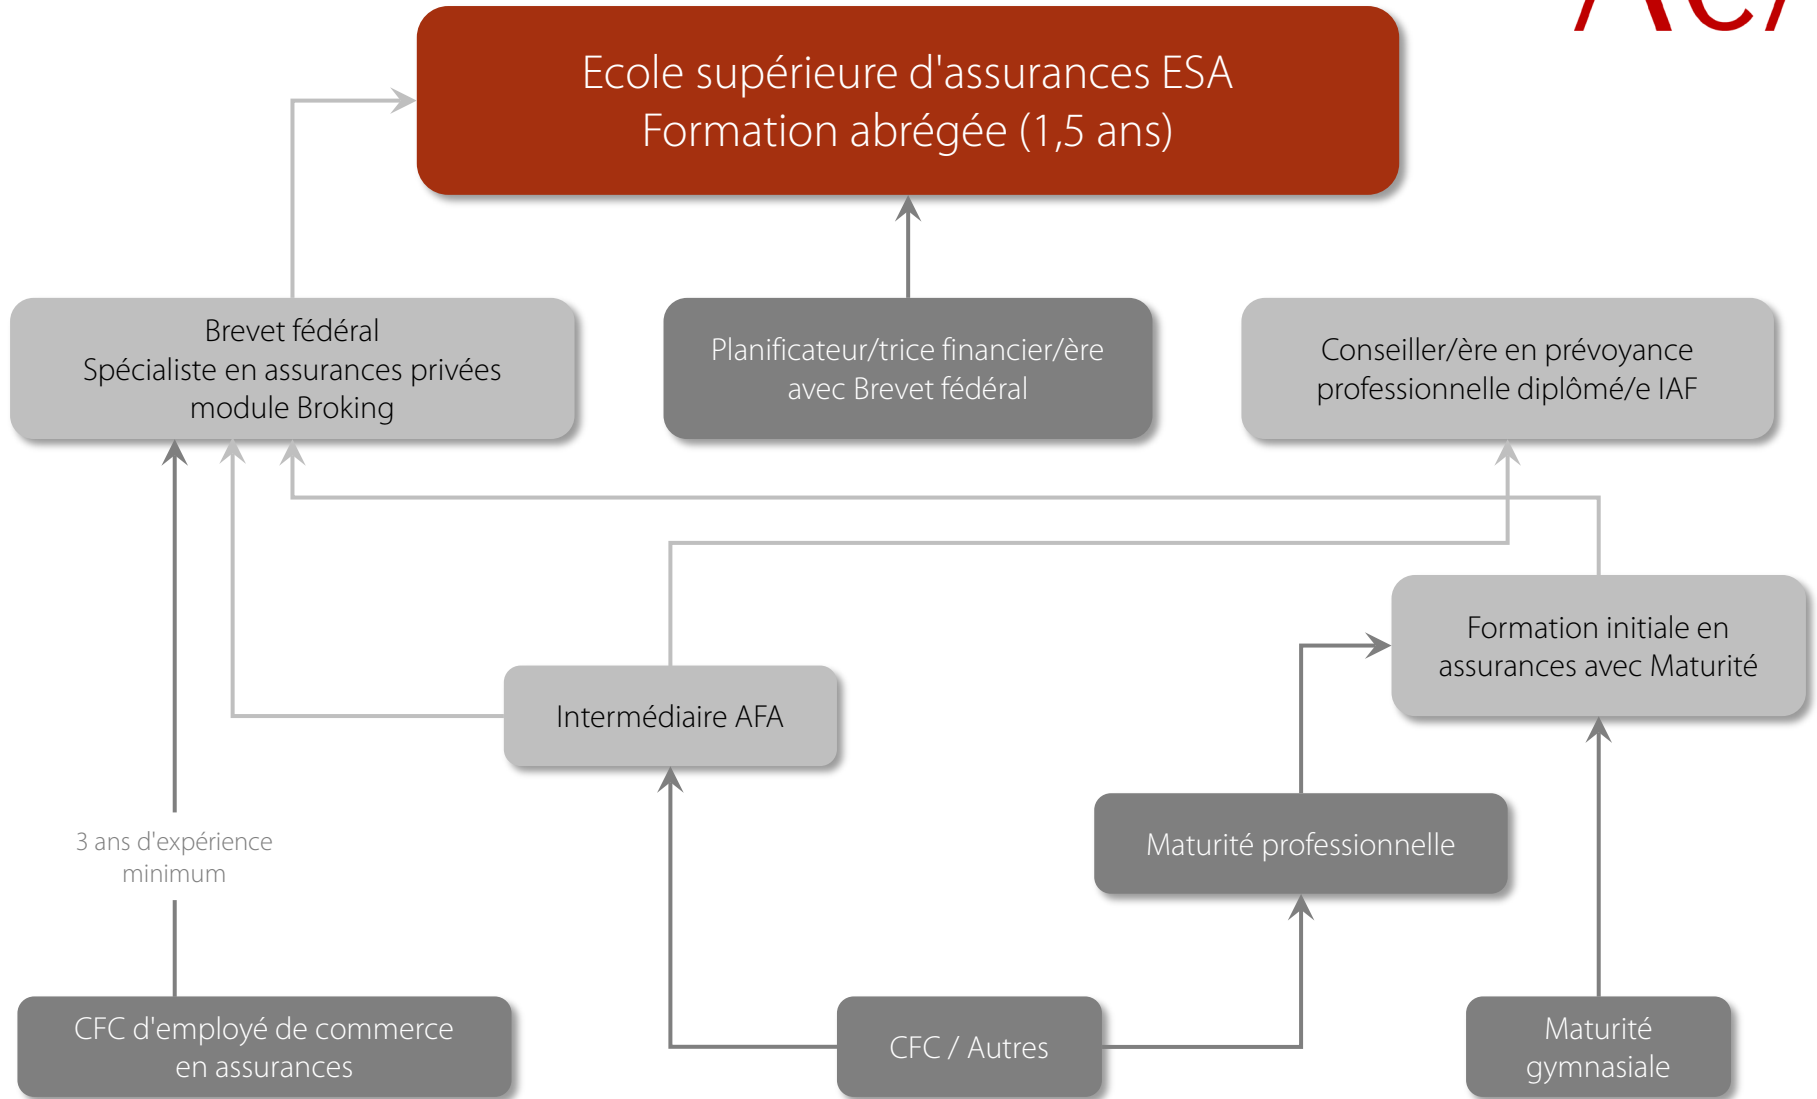 Ecole supérieure d'assurances ESA
Formation abrégée (1,5 ans)
Brevet fédéral
Spécialiste en assurances privées
module Broking
Planificateur/trice financier/ère
avec Brevet fédéral
Conseiller/ère en prévoyance
professionnelle diplômé/e IAF
Formation initiale en
assurances avec Maturité
Intermédiaire AFA
Maturité professionnelle
3 ans d'expérience
minimum
CFC d'employé de commerce
en assurances
CFC / Autres
Maturité
gymnasiale